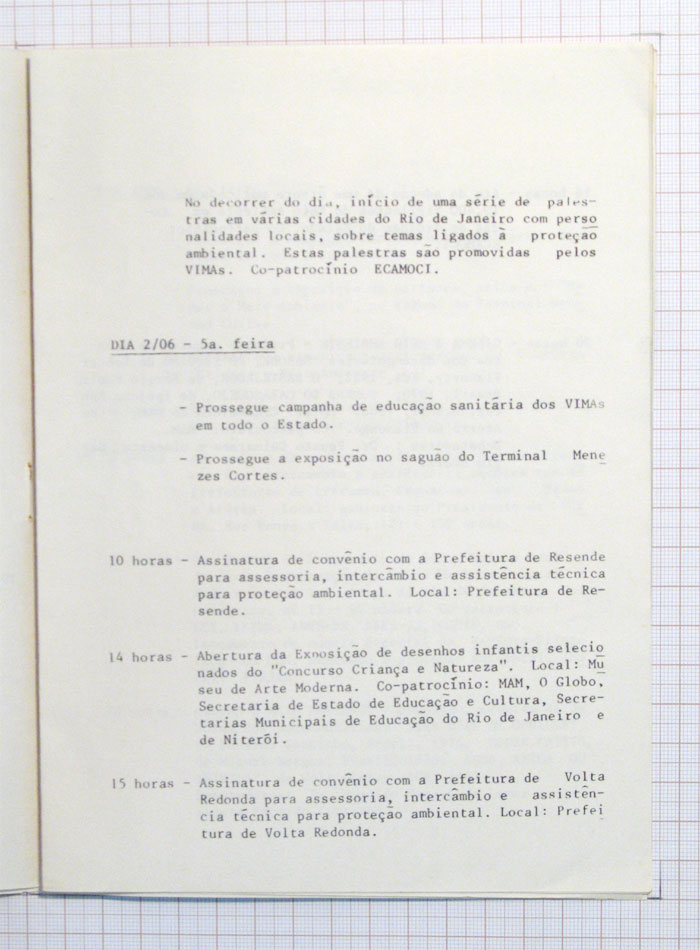 No decorrer do dia, início de uma série de pales-
tras em várias cidades do Rio de Janeiro com perso
nalidades locais, sobre temas ligados à proteção
ambiental. Estas palestras são promovidas pelos
VIMAs. Co-patrocínio ECAMOCI.
DIA 2/06 - 5a. feira
- Prossegue campanha de educação sanitária dos VIMAs
em todo o Estado.
- Prossegue a exposição no saguão do Terminal Mene
zes Cortes.
10 horas - Assinatura de convênio com a Prefeitura de Resende
para assessoria, intercâmbio e assistência técnica
para proteção ambiental. Local: Prefeitura de Re-
sende.
14 horas - Abertura da Exposição de desenhos infantis selecio
nados do "Concurso Criança e Natureza". Local: Mu
seu de Arte Moderna. Co-patrocínio: MAM, O Globo,
Secretaria de Estado de Educação e Cultura, Secre-
tarias Municipais de Educação do Rio de Janeiro e
de Niterói.
15 horas - Assinatura de convênio com a Prefeitura de Volta
Redonda para assessoria, intercâmbio e assistên-
cia técnica para proteção ambiental. Local: Prefei
tura de Volta Redonda.